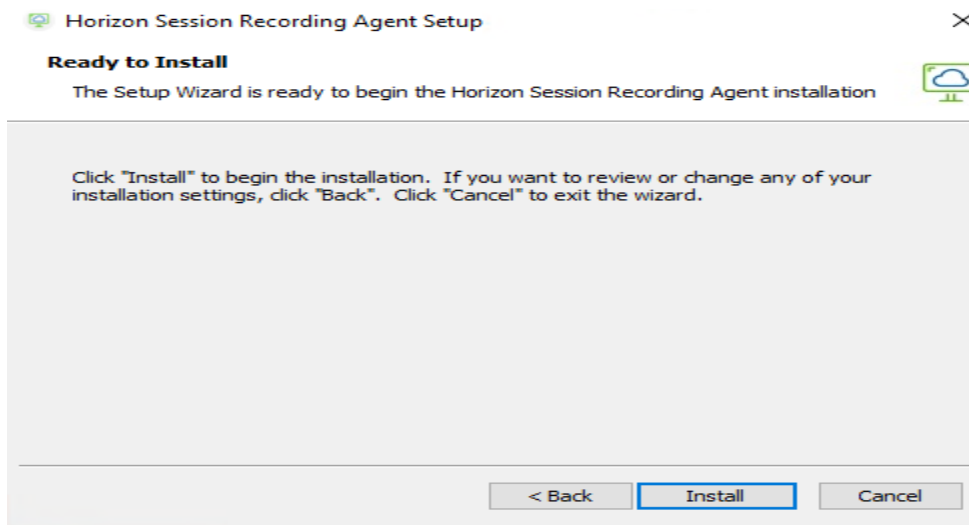 Horizon Session Recording Agent Setup
Ready to Install
The Setup Wizard is ready to begin the Horizon Session Recording Agent installation
Click "Install" to begin the installation. If you want to review or change any of your
installation settings, click "Back". Click "Cancel" to exit the wizard.
< Back Install Cancel